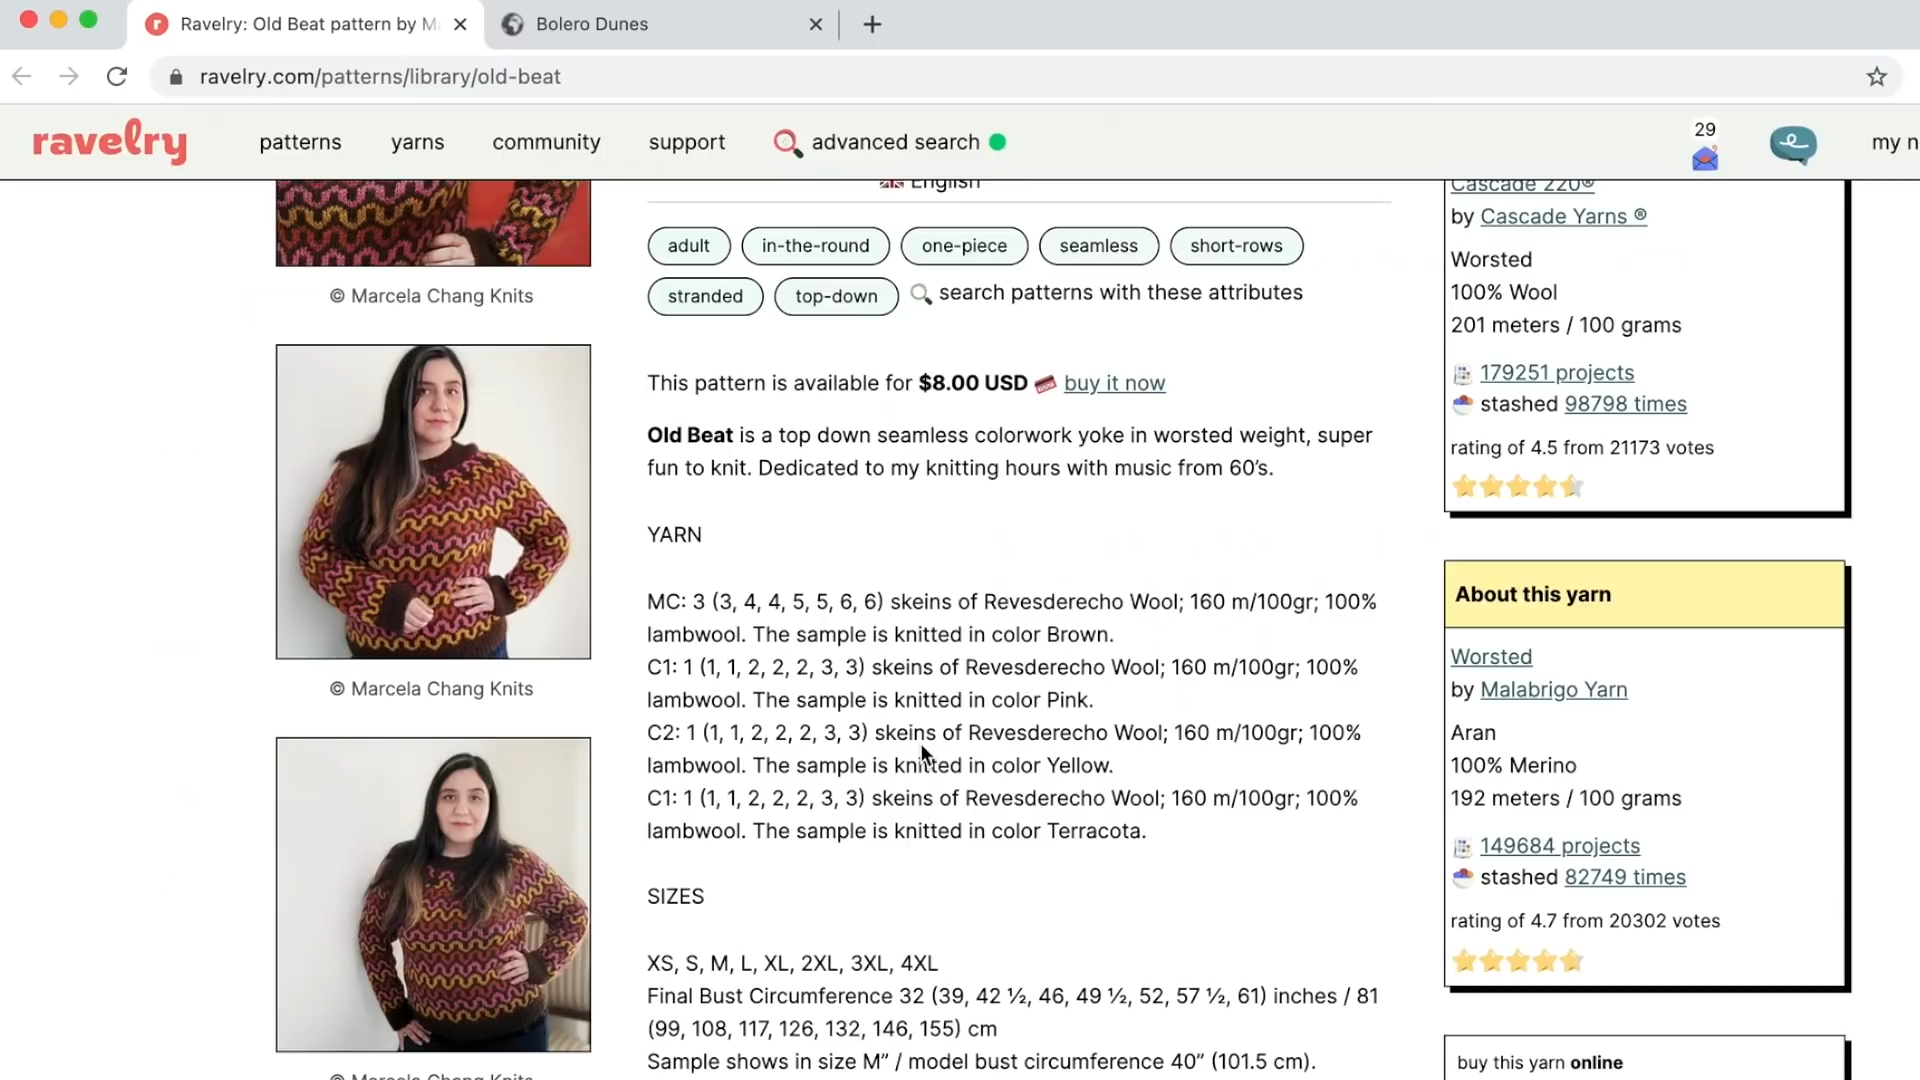 Ravelry: Old Beat pattern by M
Bolero Dunes
ravelry.com/patterns/library/old-beat
ravelry
patterns
yarns
community
support
advanced search
29
my n
© Marcela Chang Knits
© Marcela Chang Knits
© Marcela Chang Knits
English
adult
in-the-round
one-piece
seamless
short-rows
stranded
top-down
search patterns with these attributes
This pattern is available for $8.00 USD buy it now
Old Beat is a top down seamless colorwork yoke in worsted weight, super
fun to knit. Dedicated to my knitting hours with music from 60’s.
YARN
MC: 3 (3, 4, 4, 5, 5, 6, 6) skeins of Revesderecho Wool; 160 m/100gr; 100%
lambwool. The sample is knitted in color Brown.
C1: 1 (1, 1, 2, 2, 2, 3, 3) skeins of Revesderecho Wool; 160 m/100gr; 100%
lambwool. The sample is knitted in color Pink.
C2: 1 (1, 1, 2, 2, 2, 3, 3) skeins of Revesderecho Wool; 160 m/100gr; 100%
lambwool. The sample is knitted in color Yellow.
C1: 1 (1, 1, 2, 2, 2, 3, 3) skeins of Revesderecho Wool; 160 m/100gr; 100%
lambwool. The sample is knitted in color Terracota.
SIZES
XS, S, M, L, XL, 2XL, 3XL, 4XL
Final Bust Circumference 32 (39, 42 ½, 46, 49 ½, 52, 57 ½, 61) inches / 81
(99, 108, 117, 126, 132, 146, 155) cm
Sample shows in size M” / model bust circumference 40” (101.5 cm).
Cascade 220®
by Cascade Yarns ®
Worsted
100% Wool
201 meters / 100 grams
179251 projects
stashed 98798 times
rating of 4.5 from 21173 votes
About this yarn
Worsted
by Malabrigo Yarn
Aran
100% Merino
192 meters / 100 grams
149684 projects
stashed 82749 times
rating of 4.7 from 20302 votes
buy this yarn online